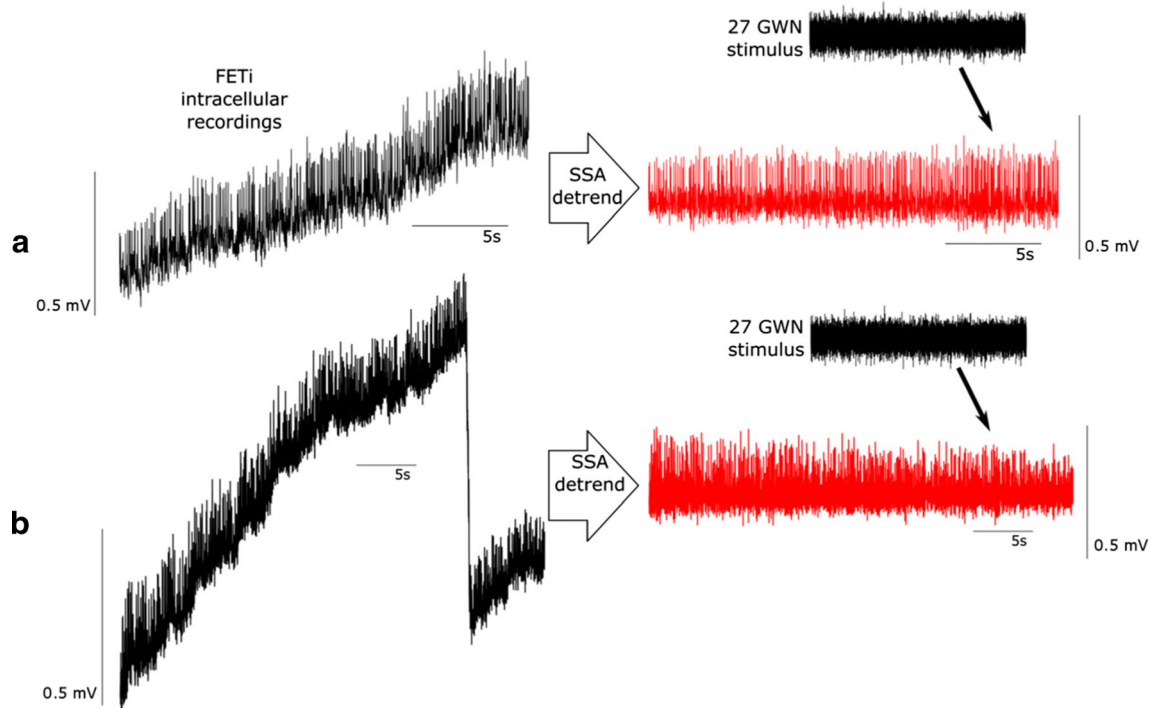 FETi
intracellular
recordings
27 GWN
stimulus
SSA
detrend
5s
5s
a
0.5 mV
0.5 mV
27 GWN
stimulus
SSA
detrend
5s
5s
b
0.5 mV
0.5 mV